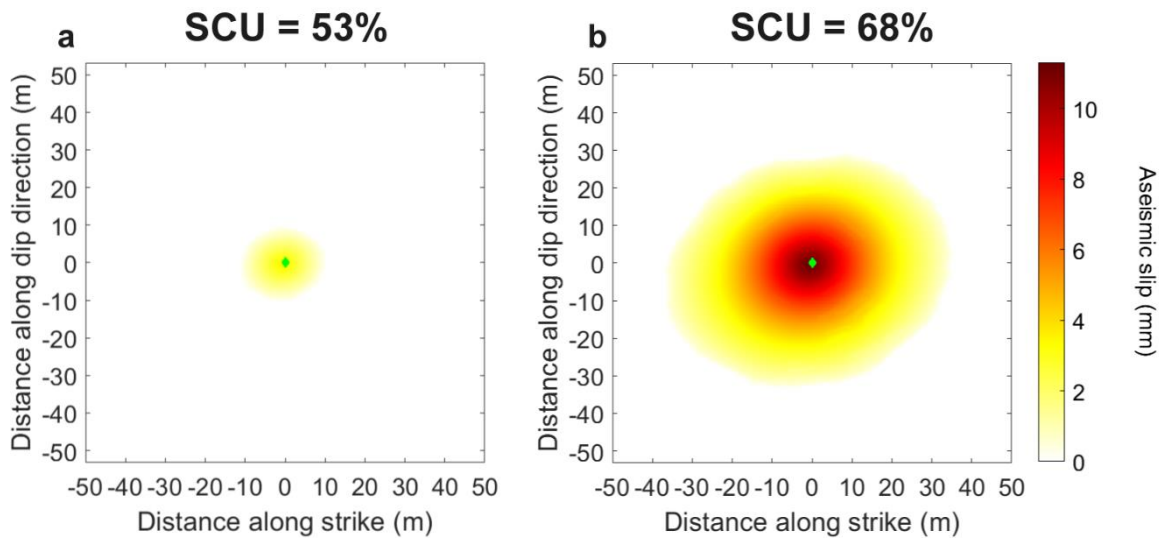 a
SCU = 53%
50
40
30
20
10
0
-10
-20
-30
-40
-50
Distance along dip direction (m)
-50 -40 -30 -20 -10 0 10 20 30 40 50
Distance along strike (m)
b
SCU = 68%
50
40
30
20
10
0
-10
-20
-30
-40
-50
Distance along dip direction (m)
-50 -40 -30 -20 -10 0 10 20 30 40 50
Distance along strike (m)
10
8
6
4
2
0
Aseismic slip (mm)